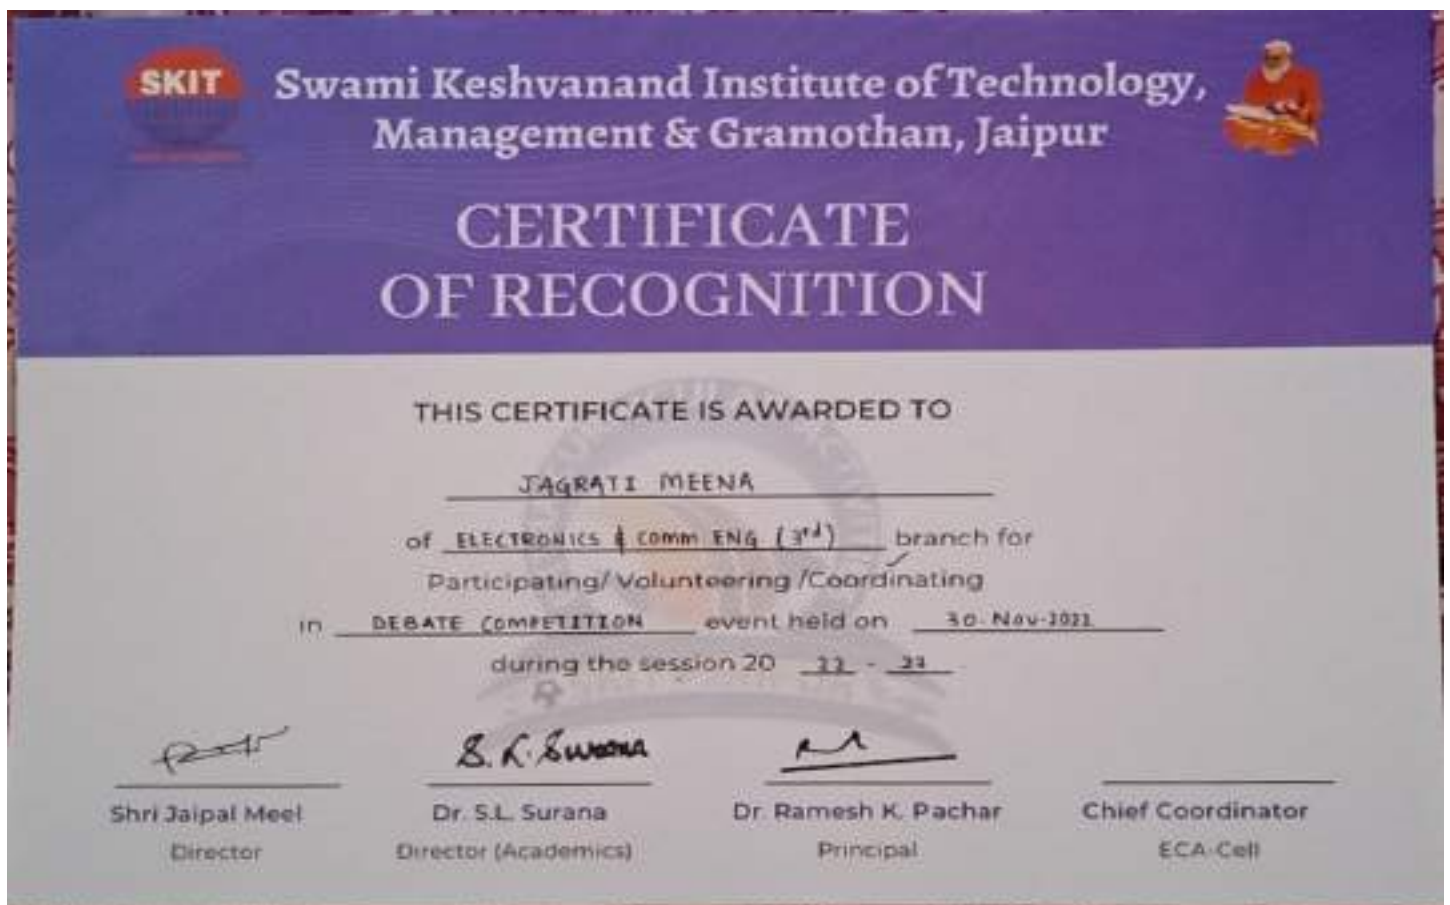 SKIT
Swami Keshvanand Institute of Technology,
Management & Gramothan, Jaipur
CERTIFICATE
OF RECOGNITION
THIS CERTIFICATE IS AWARDED TO
JAGRATI MEENA
of ELECTRONICS & COMM ENG (3rd) branch for
Participating/ Volunteering /Coordinating
in DEBATE COMPETITION event held on 30-Nov-2022
during the session 20 22 - 23
S.L. Surana
Shri Jaipal Meel Dr. S.L. Surana Dr. Ramesh K. Pachar Chief Coordinator
Director Director (Academics) Principal ECA-Cell